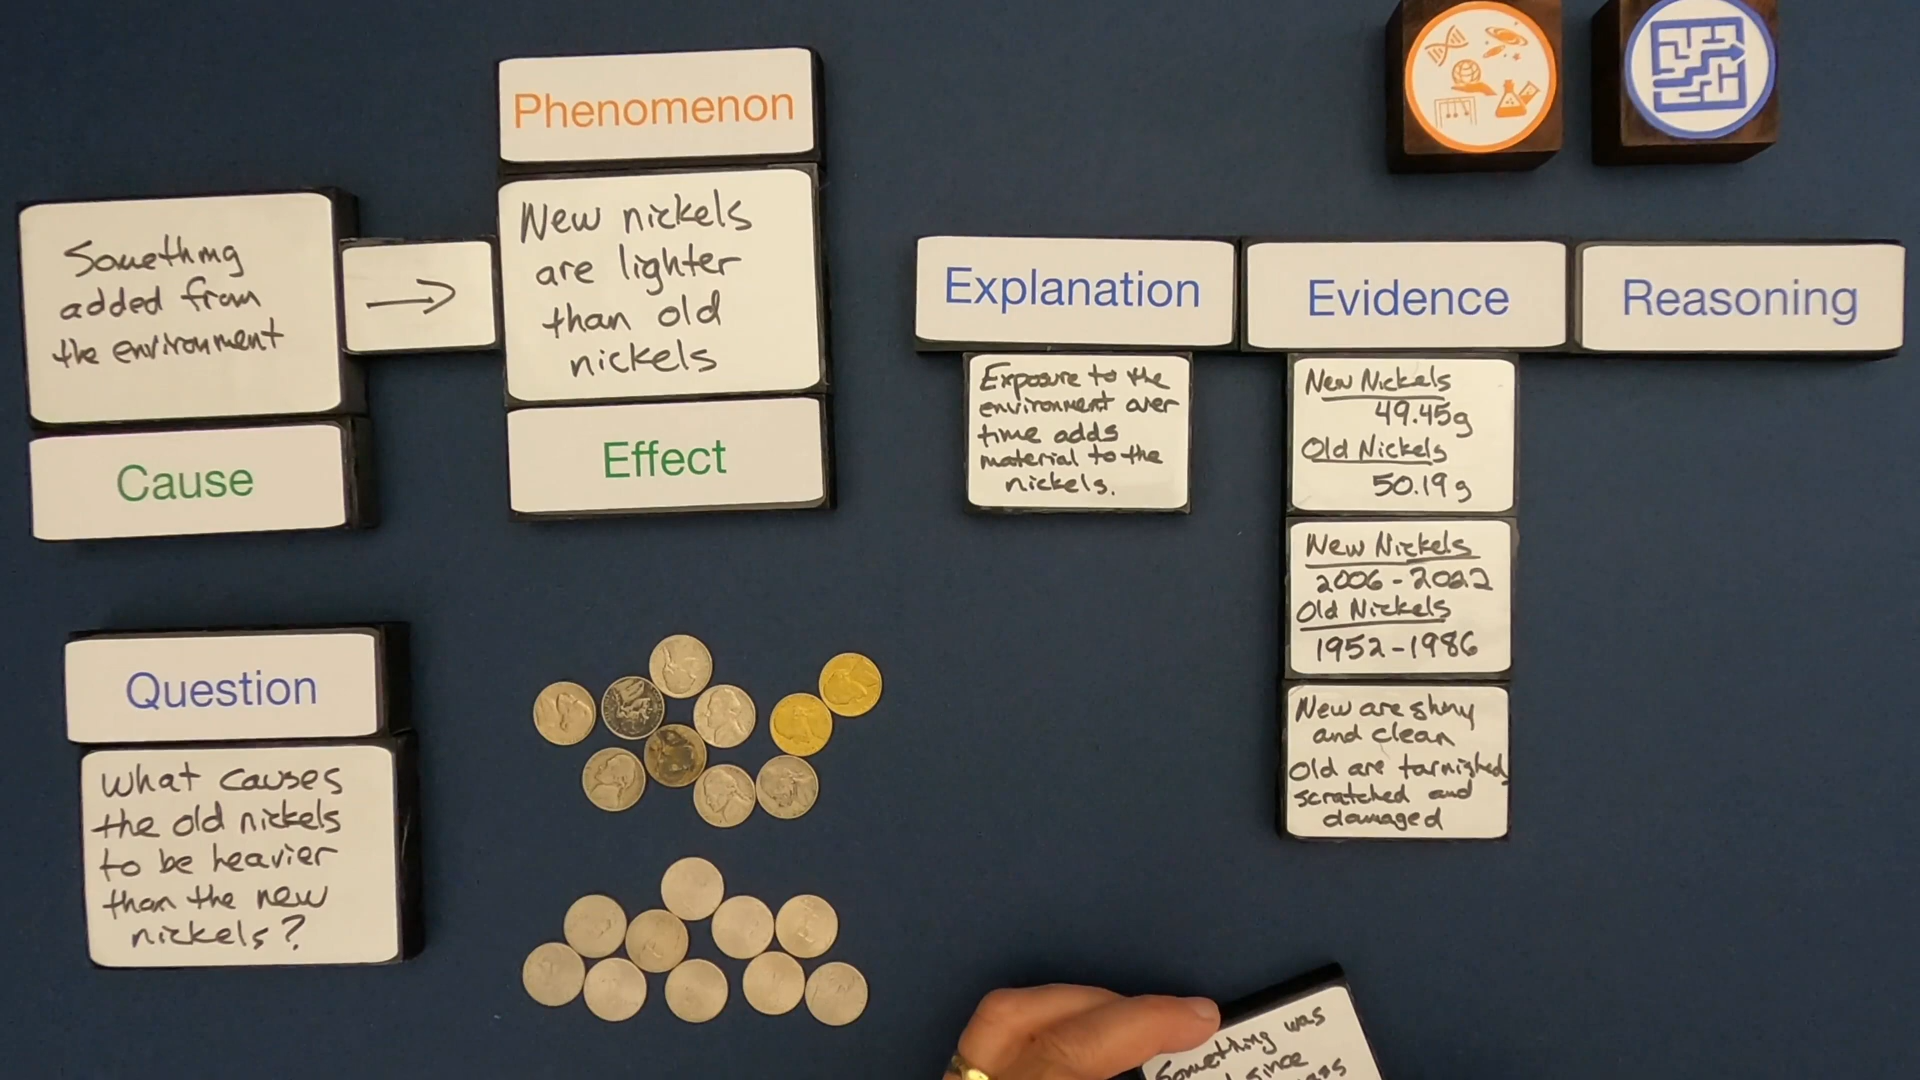 Phenomenon
New nickels
are lighter
than old
nickels
Effect
Something
added from
the environment
Cause
Question
What causes
the old nickels
to be heavier
than the new
nickels?
Explanation
Exposure to the
environment over
time adds
material to the
nickels.
Evidence
New Nickels
49.45g
Old Nickels
50.19g
New Nickels
2006-2022
Old Nickels
1952-1986
New are shiny
and clean
Old are tarnished
scratched and
damaged
Reasoning
Something was
since